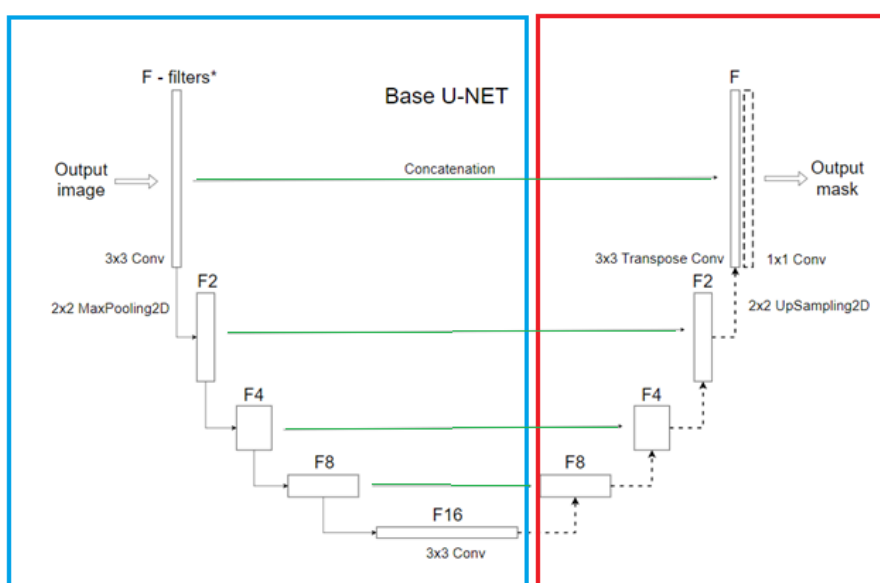 F - filters*
F
Base U-NET
Output
image
Concatenation
Output
mask
3x3 Conv
3x3 Transpose Conv
1x1 Conv
F2
F2
2x2 MaxPooling2D
2x2 UpSampling2D
F4
F4
F8
F8
F16
3x3 Conv